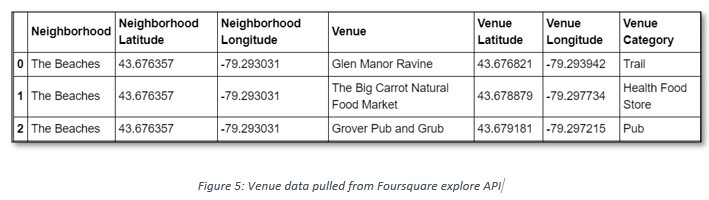 Neighborhood Neighborhood Latitude Neighborhood Longitude Venue Venue Latitude Venue Longitude Venue Category
0 The Beaches 43.676357 -79.293031 Glen Manor Ravine 43.676821 -79.293942 Trail
1 The Beaches 43.676357 -79.293031 The Big Carrot Natural Food Market 43.678879 -79.297734 Health Food Store
2 The Beaches 43.676357 -79.293031 Grover Pub and Grub 43.679181 -79.297215 Pub
Figure 5: Venue data pulled from Foursquare explore API